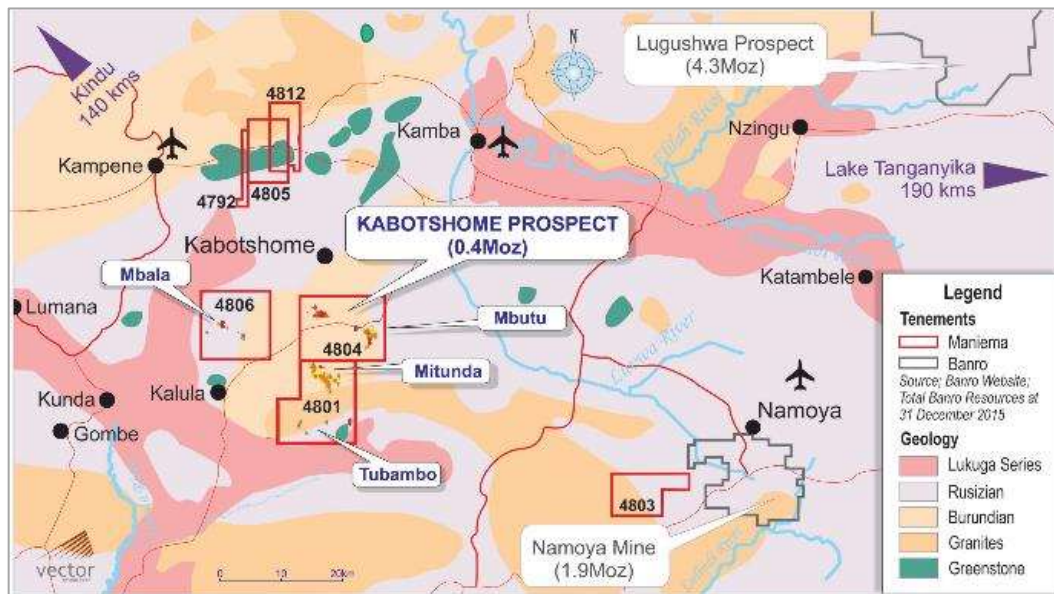 Kindu
140 kms
4812
N
Lugushwa Prospect
(4.3Moz)
Kampene
Kamba
Nzingu
4805
4792
Lake Tanganyika
190 kms
KABOTSHOME PROSPECT
(0.4Moz)
Kabotshome
Mbala
4806
Lumana
Katambele
Mbutu
4804
Mitunda
Kunda
Kalula
4801
Gombe
Tubambo
River
Namoya
4803
Namoya Mine
(1.9Moz)
vector
0 10 20km
Legend
Tenements
Maniema
Banro
Source; Banro Website;
Total Banro Resources at
31 December 2015
Geology
Lukuga Series
Rusizian
Burundian
Granites
Greenstone